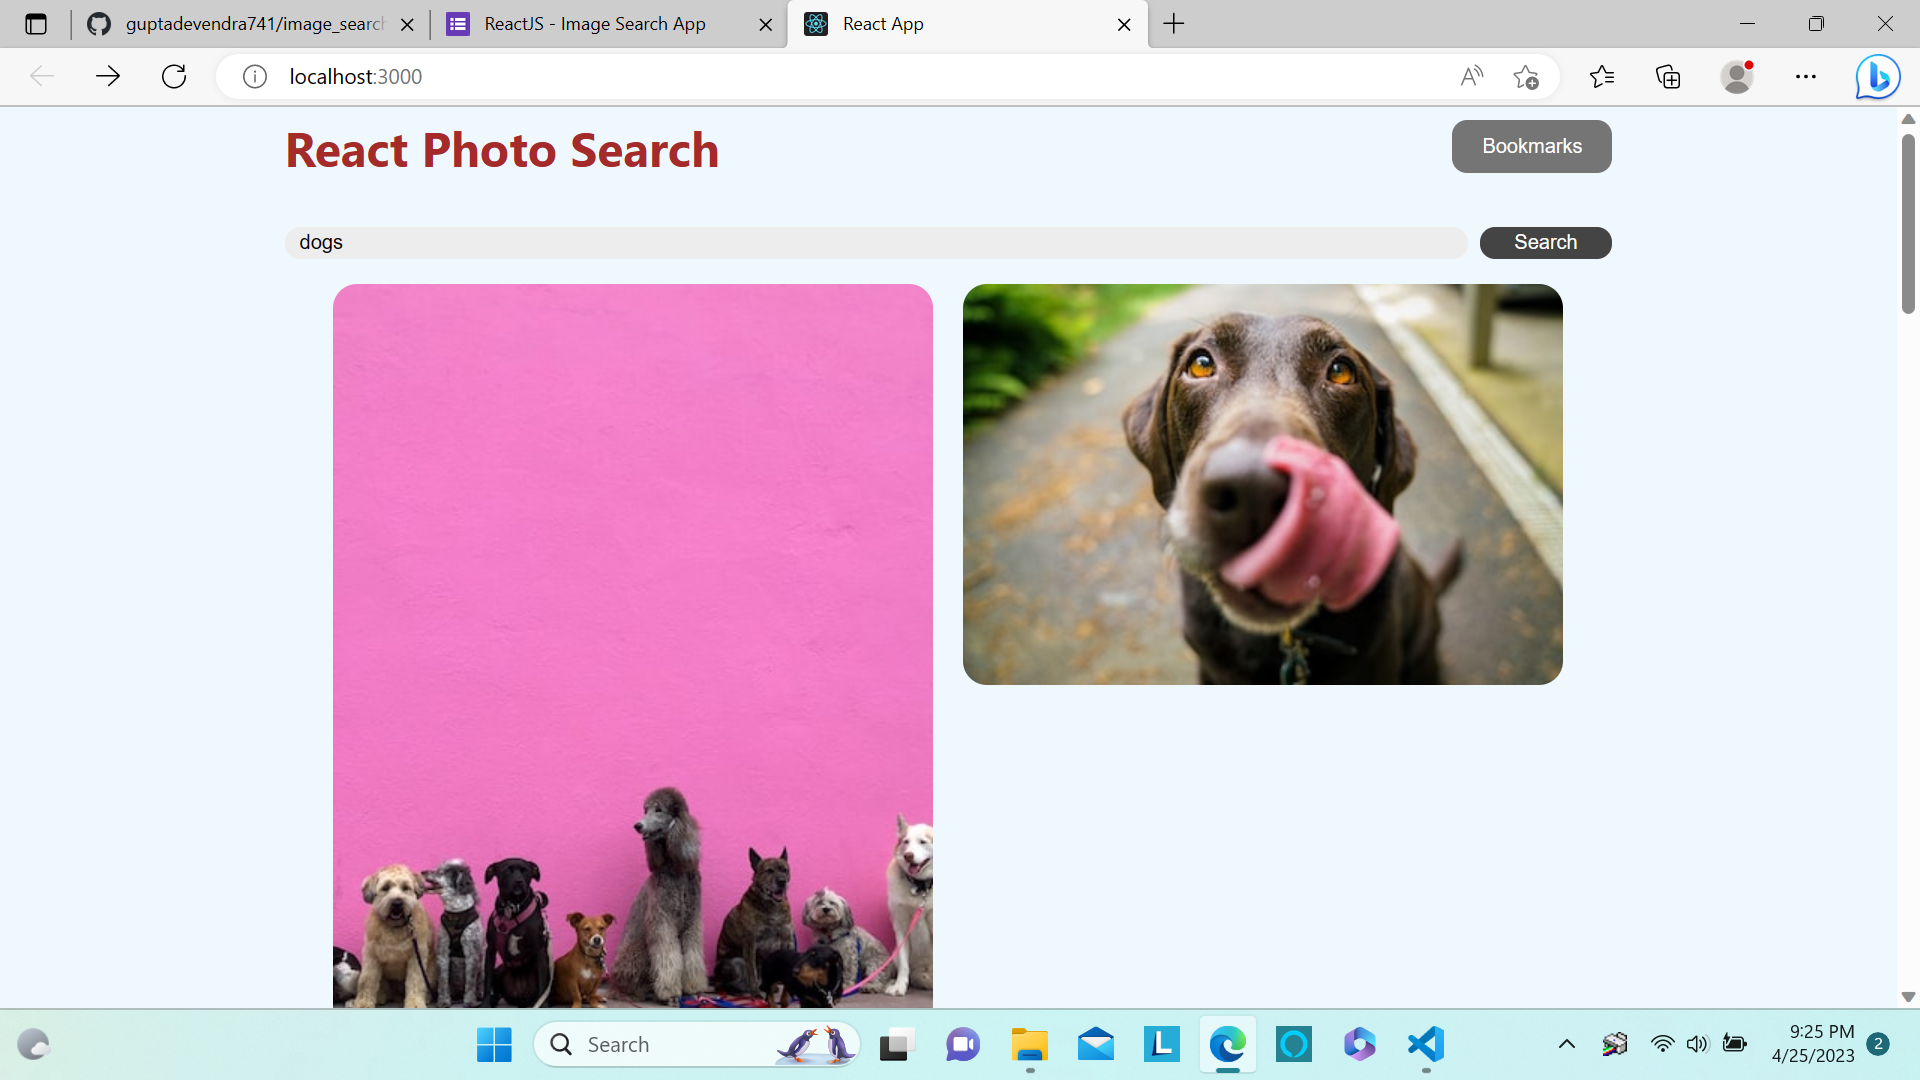 guptadevendra741/image_search
ReactJS - Image Search App
React App
localhost:3000
React Photo Search
Bookmarks
dogs
Search
Search
9:25 PM
4/25/2023
2